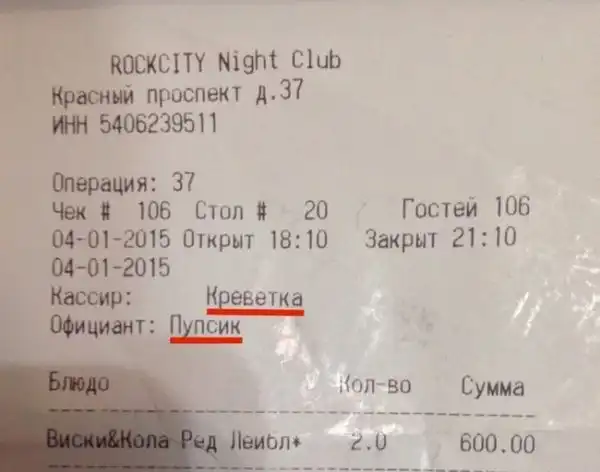 ROCKCITY Night Club
Красный проспект д.37
ИНН 5406239511
Операция: 37
Чек # 106 Стол # 20 Гостей 106
04-01-2015 Открыт 18:10 Закрыт 21:10
04-01-2015
Кассир: Креветка
Официант: Пупсик
Блюдо Кол-во Сумма
Виски&Кола Ред Лейбл* 2.0 600.00